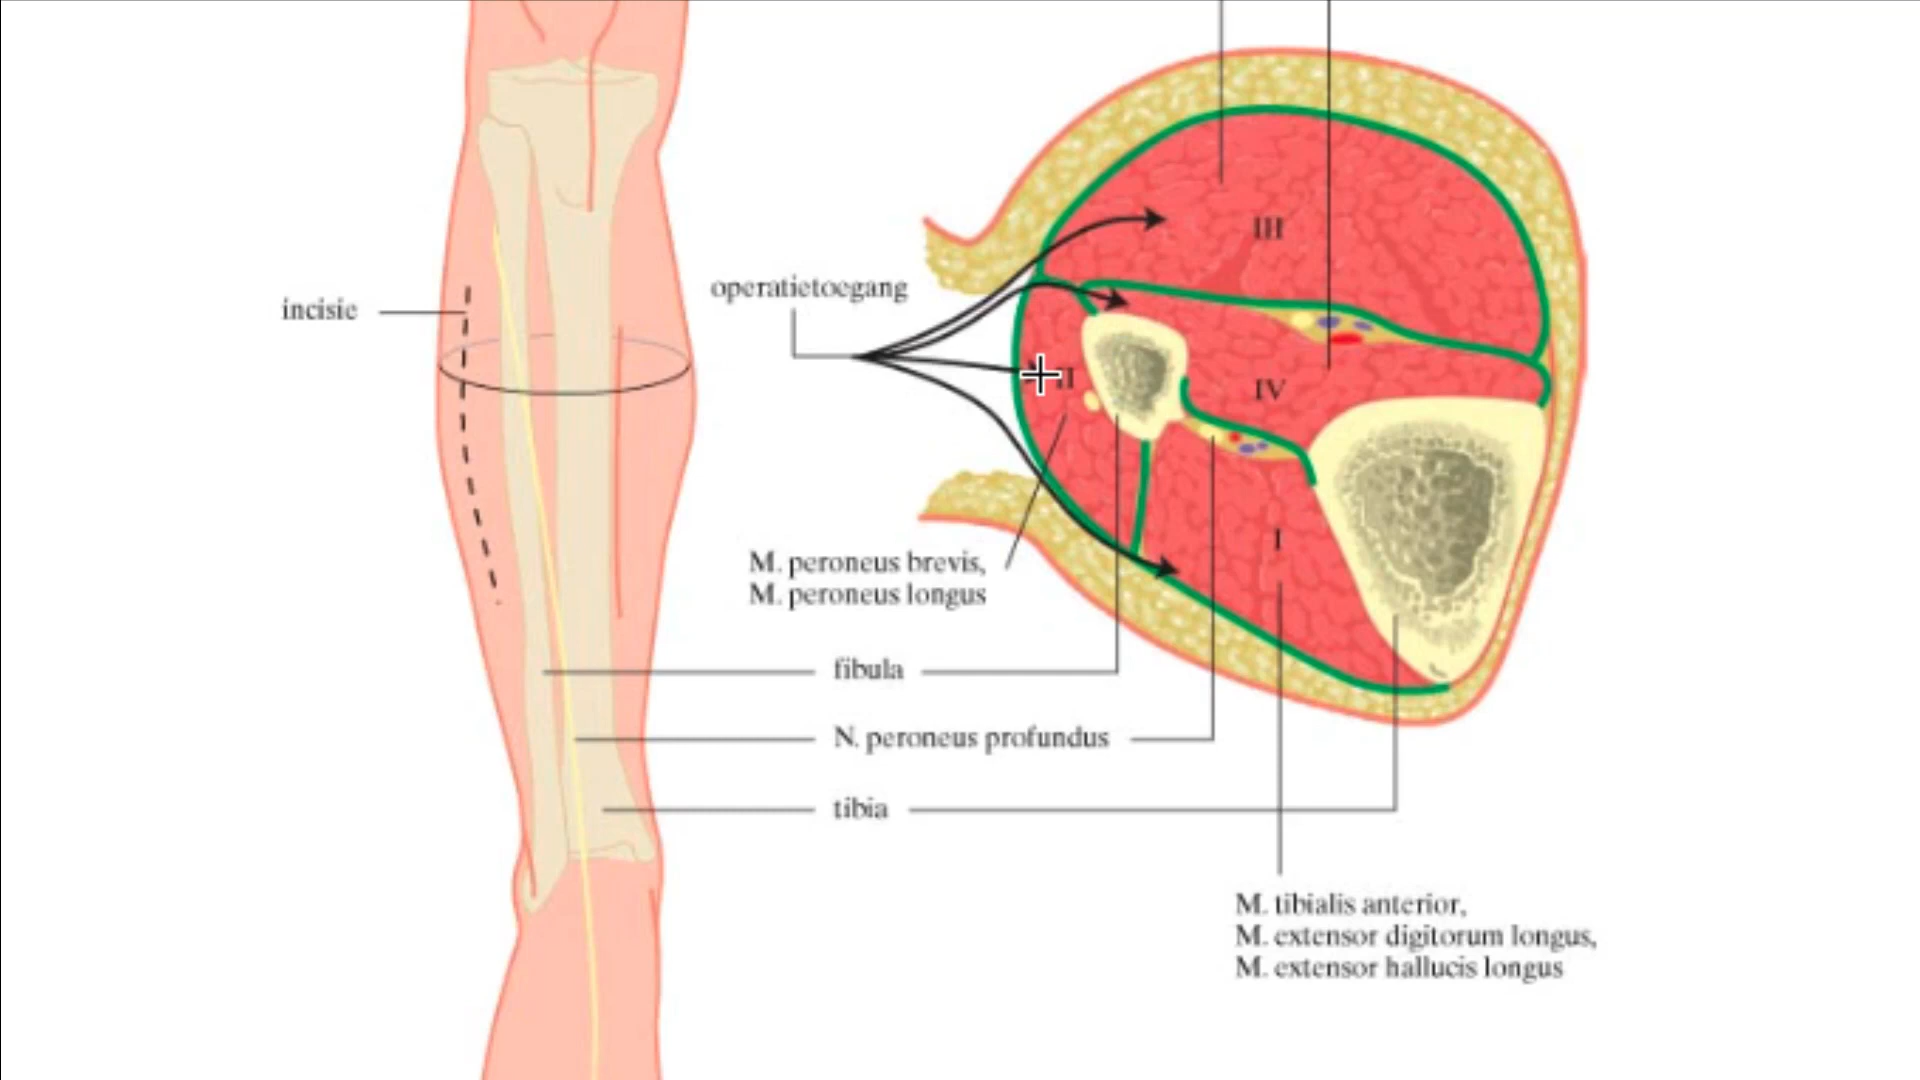 incisie
operatietoegang
III
II
IV
I
M. peroneus brevis,
M. peroneus longus
fibula
N. peroneus profundus
tibia
M. tibialis anterior,
M. extensor digitorum longus,
M. extensor hallucis longus